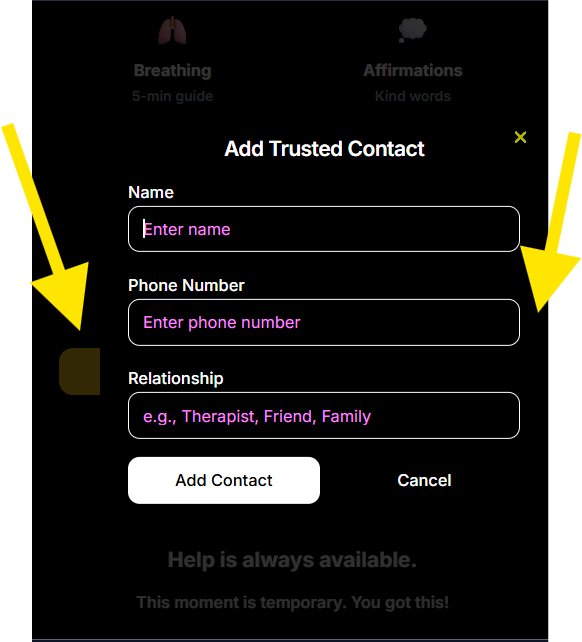 Breathing
Affirmations
5-min guide
Kind words
Add Trusted Contact
Name
Enter name
Phone Number
Enter phone number
Relationship
e.g., Therapist, Friend, Family
Add Contact
Cancel
Help is always available.
This moment is temporary. You got this!